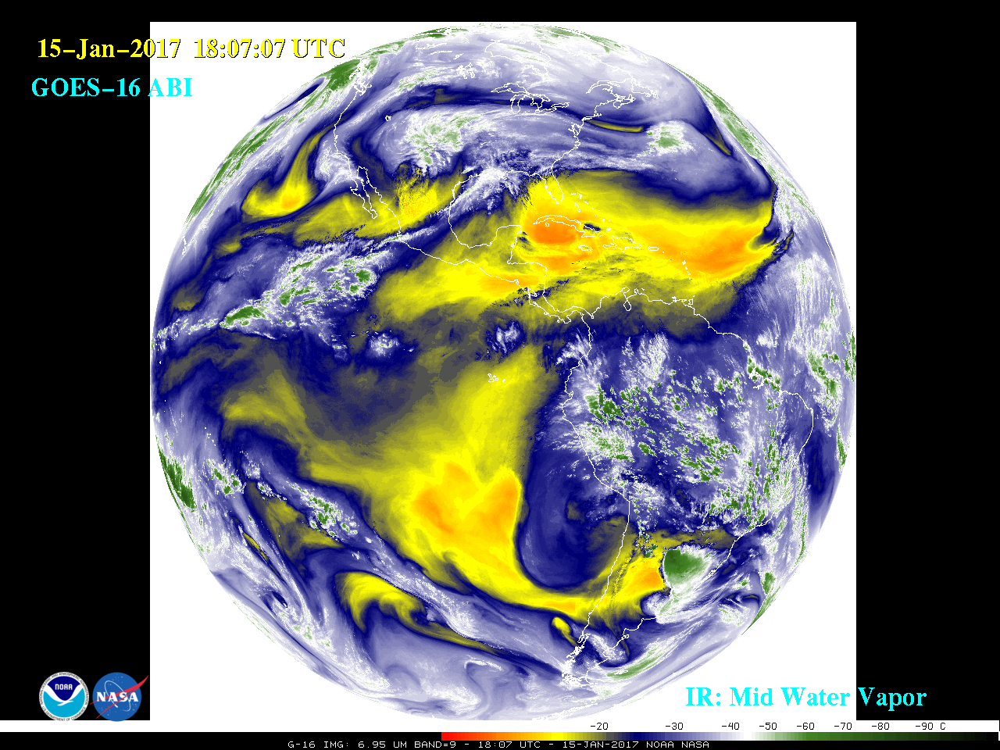 15-Jan-2017 18:07:07 UTC
GOES-16 ABI
NOAA
NASA
IR: Mid Water Vapor
-20 -30 -40 -50 -60 -70 -80 -90 C
G-16 IMG: 6.95 UM BAND=9 - 18:07 UTC - 15-JAN-2017 NOAA NASA